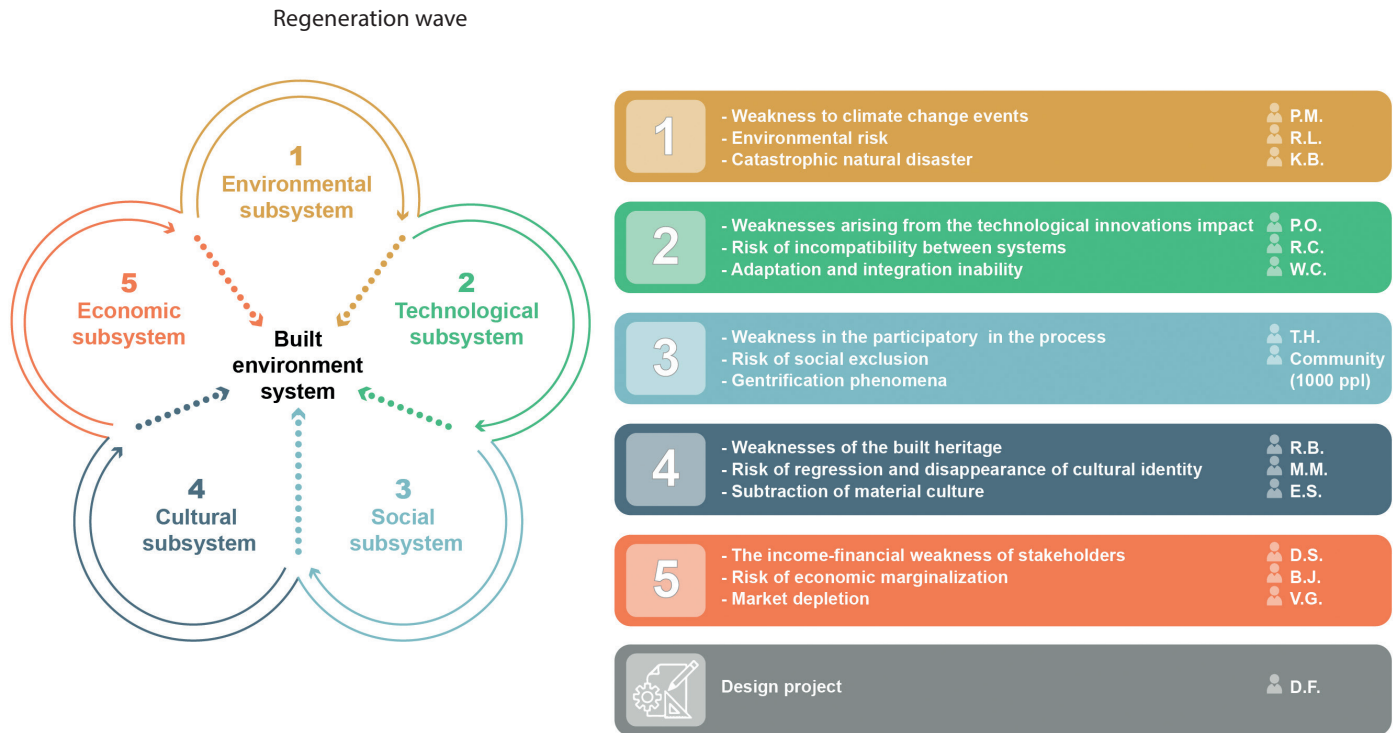 Regeneration wave
1
Environmental
subsystem
2
Technological
subsystem
3
Social
subsystem
4
Cultural
subsystem
5
Economic
subsystem
Built
environment
system
1
- Weakness to climate change events
- Environmental risk
- Catastrophic natural disaster
P.M.
R.L.
K.B.
2
- Weaknesses arising from the technological innovations impact
- Risk of incompatibility between systems
- Adaptation and integration inability
P.O.
R.C.
W.C.
3
- Weakness in the participatory in the process
- Risk of social exclusion
- Gentrification phenomena
T.H.
Community
(1000 ppl)
4
- Weaknesses of the built heritage
- Risk of regression and disappearance of cultural identity
- Subtraction of material culture
R.B.
M.M.
E.S.
5
- The income-financial weakness of stakeholders
- Risk of economic marginalization
- Market depletion
D.S.
B.J.
V.G.
Design project
D.F.